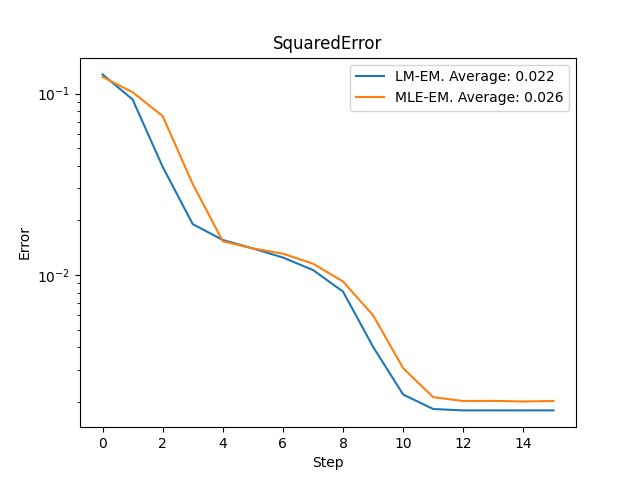 SquaredError
LM-EM. Average: 0.022
MLE-EM. Average: 0.026
Error
10⁻¹
10⁻²
0 2 4 6 8 10 12 14
Step